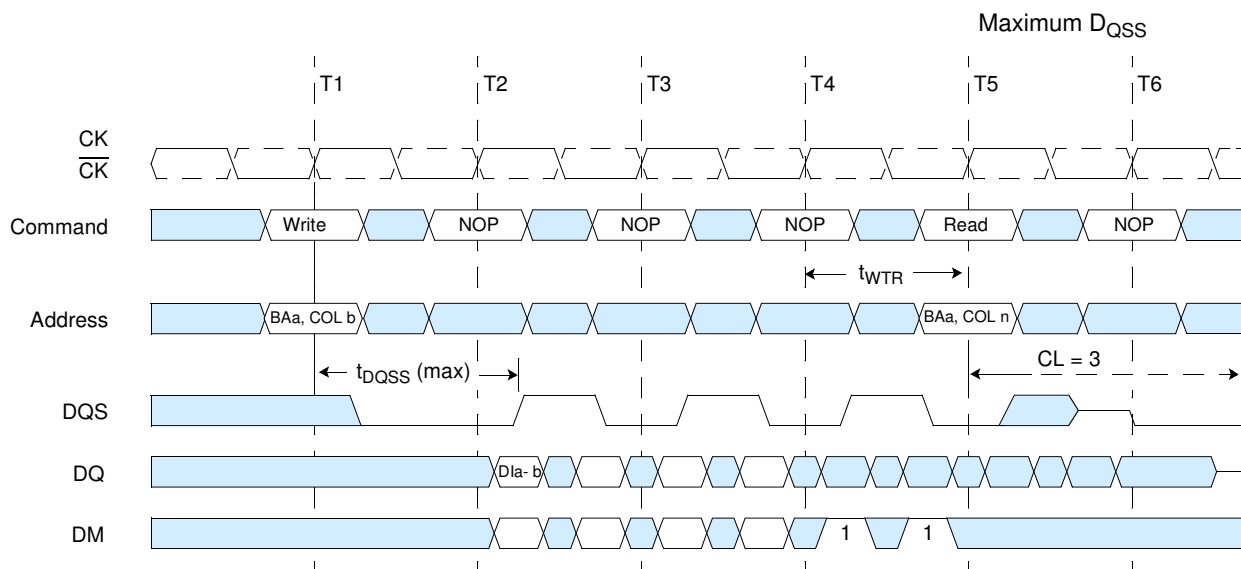 Maximum DQSS
T1 T2 T3 T4 T5 T6
CK
CK
Command Write NOP NOP NOP Read NOP
tWTR
Address BAa, COL b BAa, COL n
tDQSS (max) CL = 3
DQS
DQ DIa- b
DM 1 1